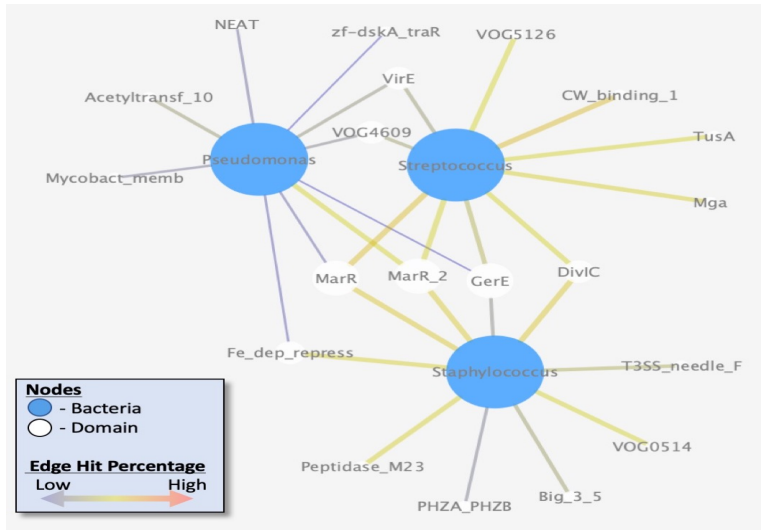 NEAT
zf-dskA_traR
VOG5126
VirE
Acetyltransf_10
CW_binding_1
VOG4609
TusA
Pseudomonas
Streptococcus
Mycobact_memb
Mga
MarR
MarR_2
GerE
DivIC
Fe_dep_repress
Staphylococcus
T3SS_needle_F
Nodes
- Bacteria
- Domain
Edge Hit Percentage
Low High
VOG0514
Peptidase_M23
PHZA_PHZB
Big_3_5